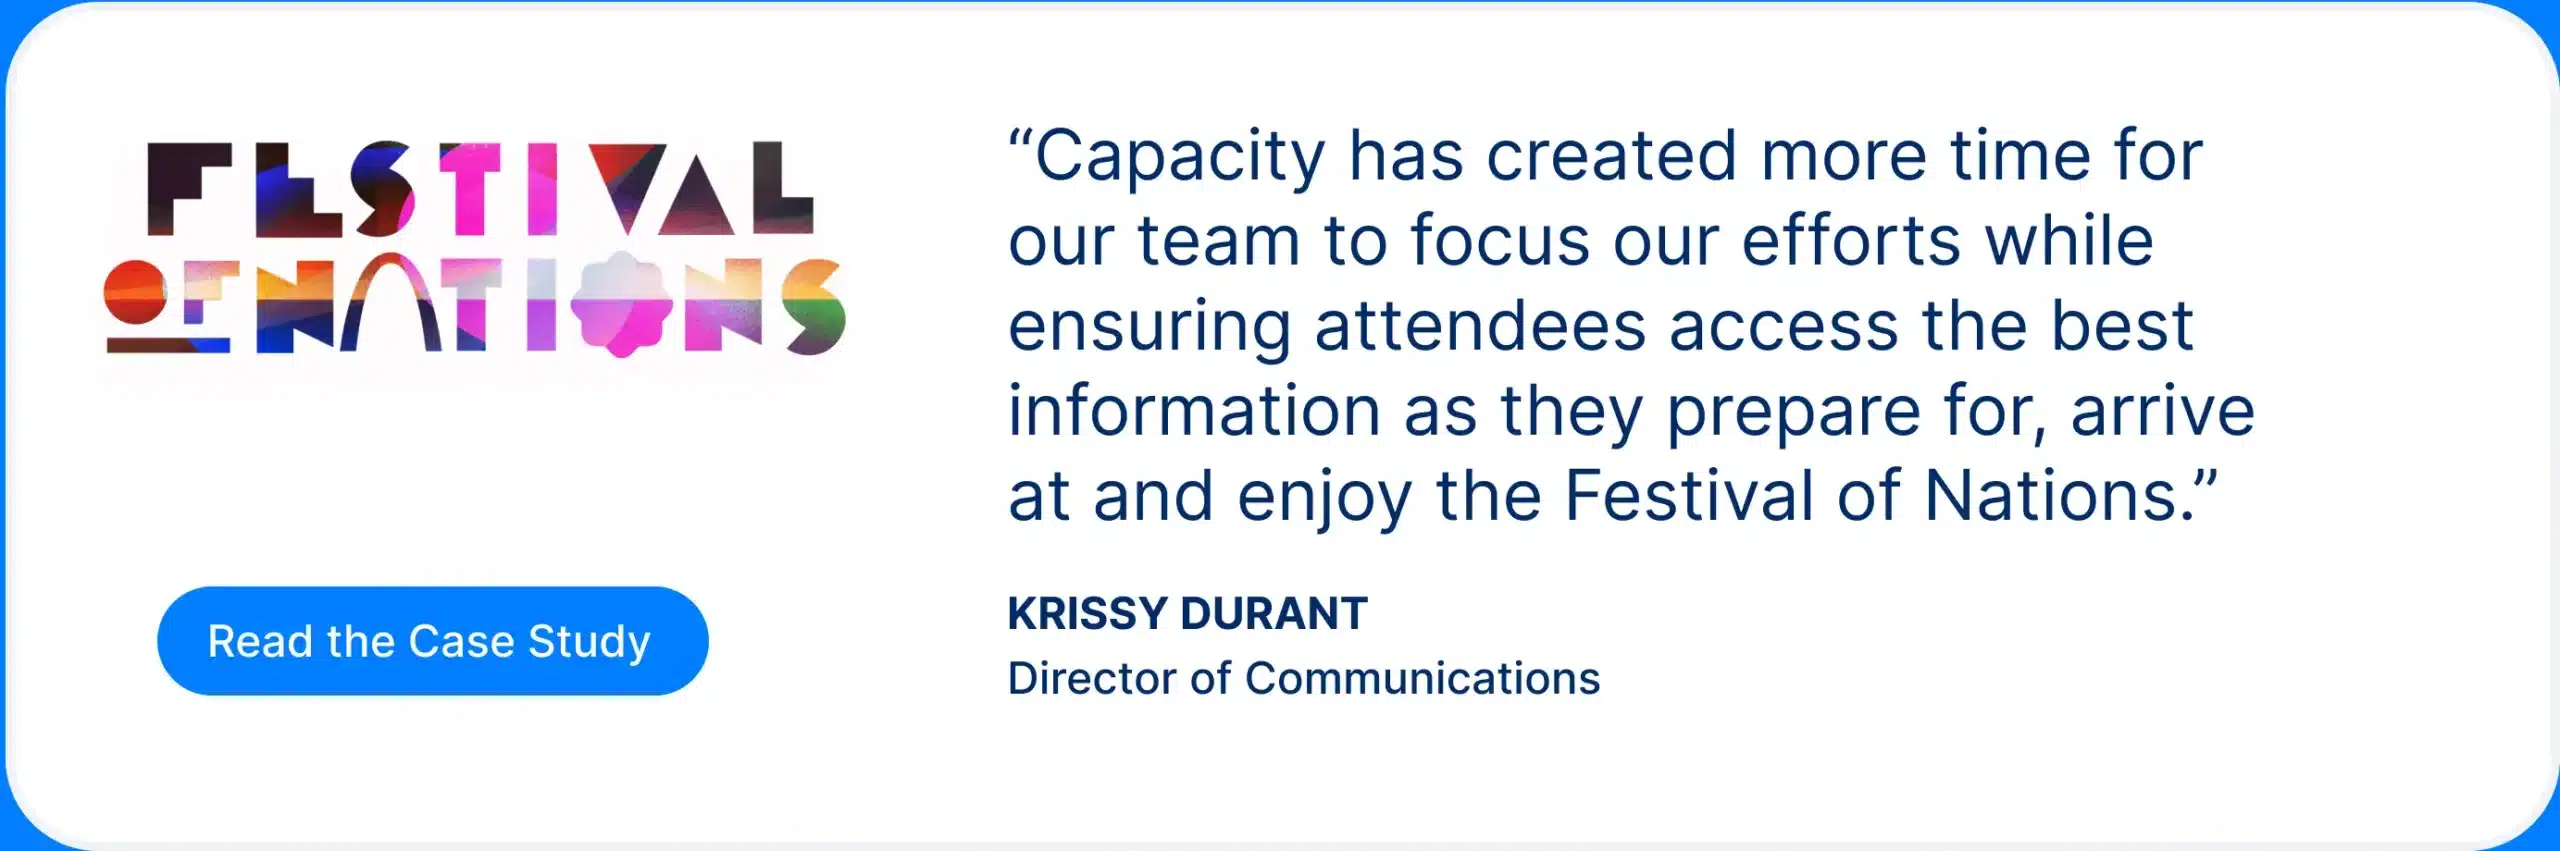 FESTIVAL
OF NATIONS
Read the Case Study
“Capacity has created more time for
our team to focus our efforts while
ensuring attendees access the best
information as they prepare for, arrive
at and enjoy the Festival of Nations.”
KRISSY DURANT
Director of Communications